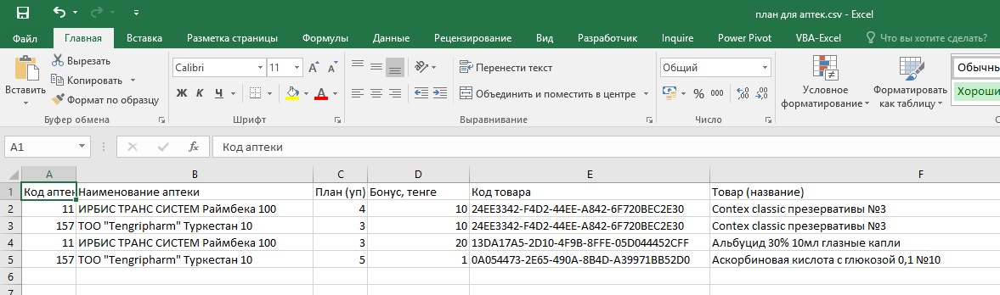 план для аптек.csv - Excel
Файл Главная Вставка Разметка страницы Формулы Данные Рецензирование Вид Разработчик Inquire Power Pivot VBA-Excel Что вы хотите сделать?
Вставить
Вырезать
Копировать
Формат по образцу
Буфер обмена
Calibri 11
Ж К Ч
Шрифт
Перенести текст
Объединить и поместить в центре
Выравнивание
Общий
% 000
Число
Условное форматирование
Форматировать как таблицу
Обычны
Хороши
A1 fx Код аптеки
A B C D E F
1 Код аптек Наименование аптеки План (уп) Бонус, тенге Код товара Товар (название)
2 11 ИРБИС ТРАНС СИСТЕМ Раймбека 100 4 10 24EE3342-F4D2-44EE-A842-6F720BEC2E30 Contex classic презервативы №3
3 157 ТОО "Tengripharm" Туркестан 10 3 10 24EE3342-F4D2-44EE-A842-6F720BEC2E30 Contex classic презервативы №3
4 11 ИРБИС ТРАНС СИСТЕМ Раймбека 100 3 20 13DA17A5-2D10-4F9B-8FFE-05D044452CFF Альбуцид 30% 10мл глазные капли
5 157 ТОО "Tengripharm" Туркестан 10 5 1 0A054473-2E65-490A-8B4D-A39971BB52D0 Аскорбиновая кислота с глюкозой 0,1 №10
6
7